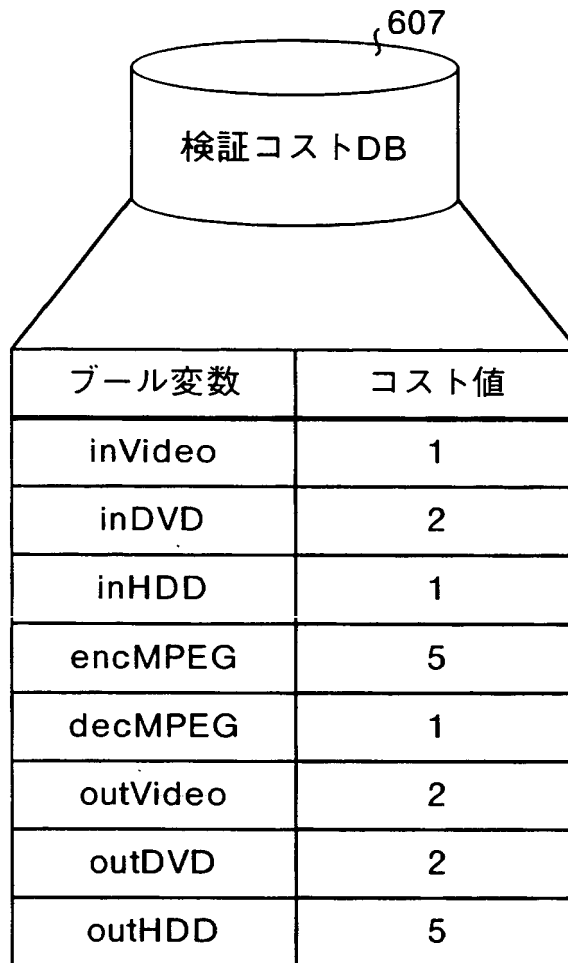 607
検証コストDB
ブール変数 コスト値
inVideo 1
inDVD 2
inHDD 1
encMPEG 5
decMPEG 1
outVideo 2
outDVD 2
outHDD 5